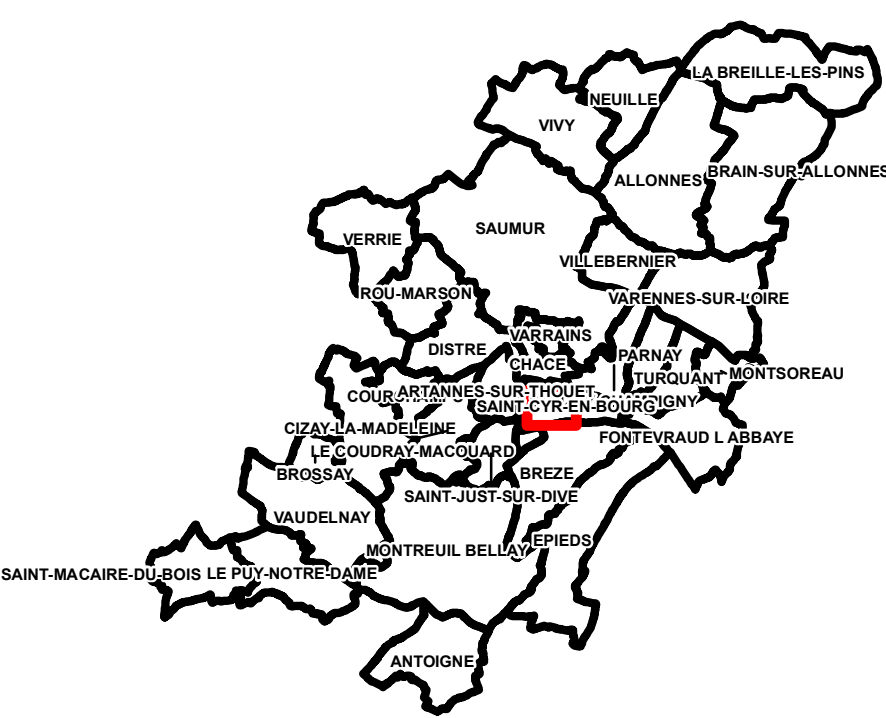 LA BREILLE-LES-PINS
NEUILLE
VIVY
BRAIN-SUR-ALLONNES
ALLONNES
SAUMUR
VERRIE
VILLEBERNIER
ROU-MARSON
VARENNES-SUR-LOIRE
VARRAINS
DISTRE
PARNAY
CHACE
MONTSOREAU
TURQUANT
ARTANNES-SUR-THOUET
SAINT-CYR-EN-BOURG
CIZAY-LA-MADELEINE
FONTEVRAUD L ABBAYE
LE COUDRAY-MACOUARD
BROSSAY
BREZE
SAINT-JUST-SUR-DIVE
VAUDELNAY
EPIEDS
MONTREUIL BELLAY
SAINT-MACAIRE-DU-BOIS
LE PUY-NOTRE-DAME
ANTOIGNE